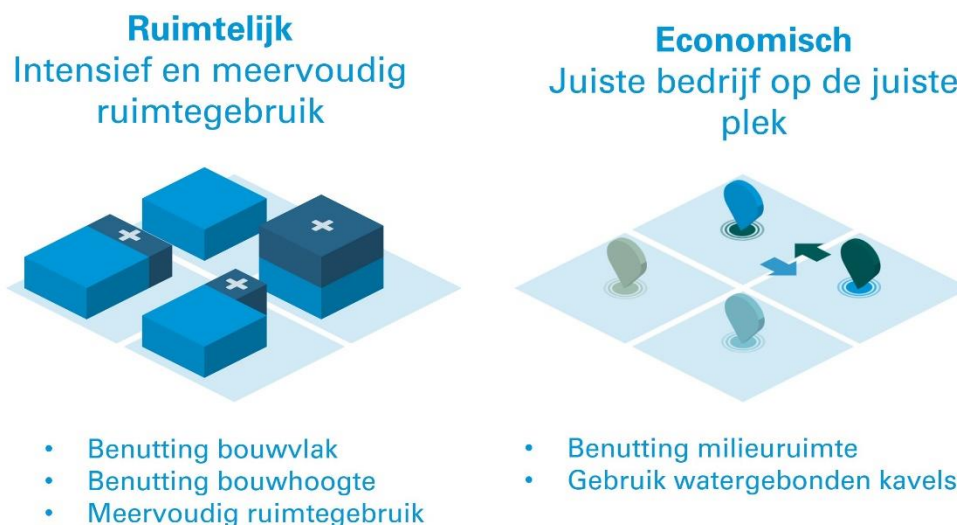 Ruimtelijk
Intensief en meervoudig
ruimtegebruik
• Benutting bouwvlak
• Benutting bouwhoogte
• Meervoudig ruimtegebruik
Economisch
Juiste bedrijf op de juiste
plek
• Benutting milieuruimte
• Gebruik watergebonden kavels